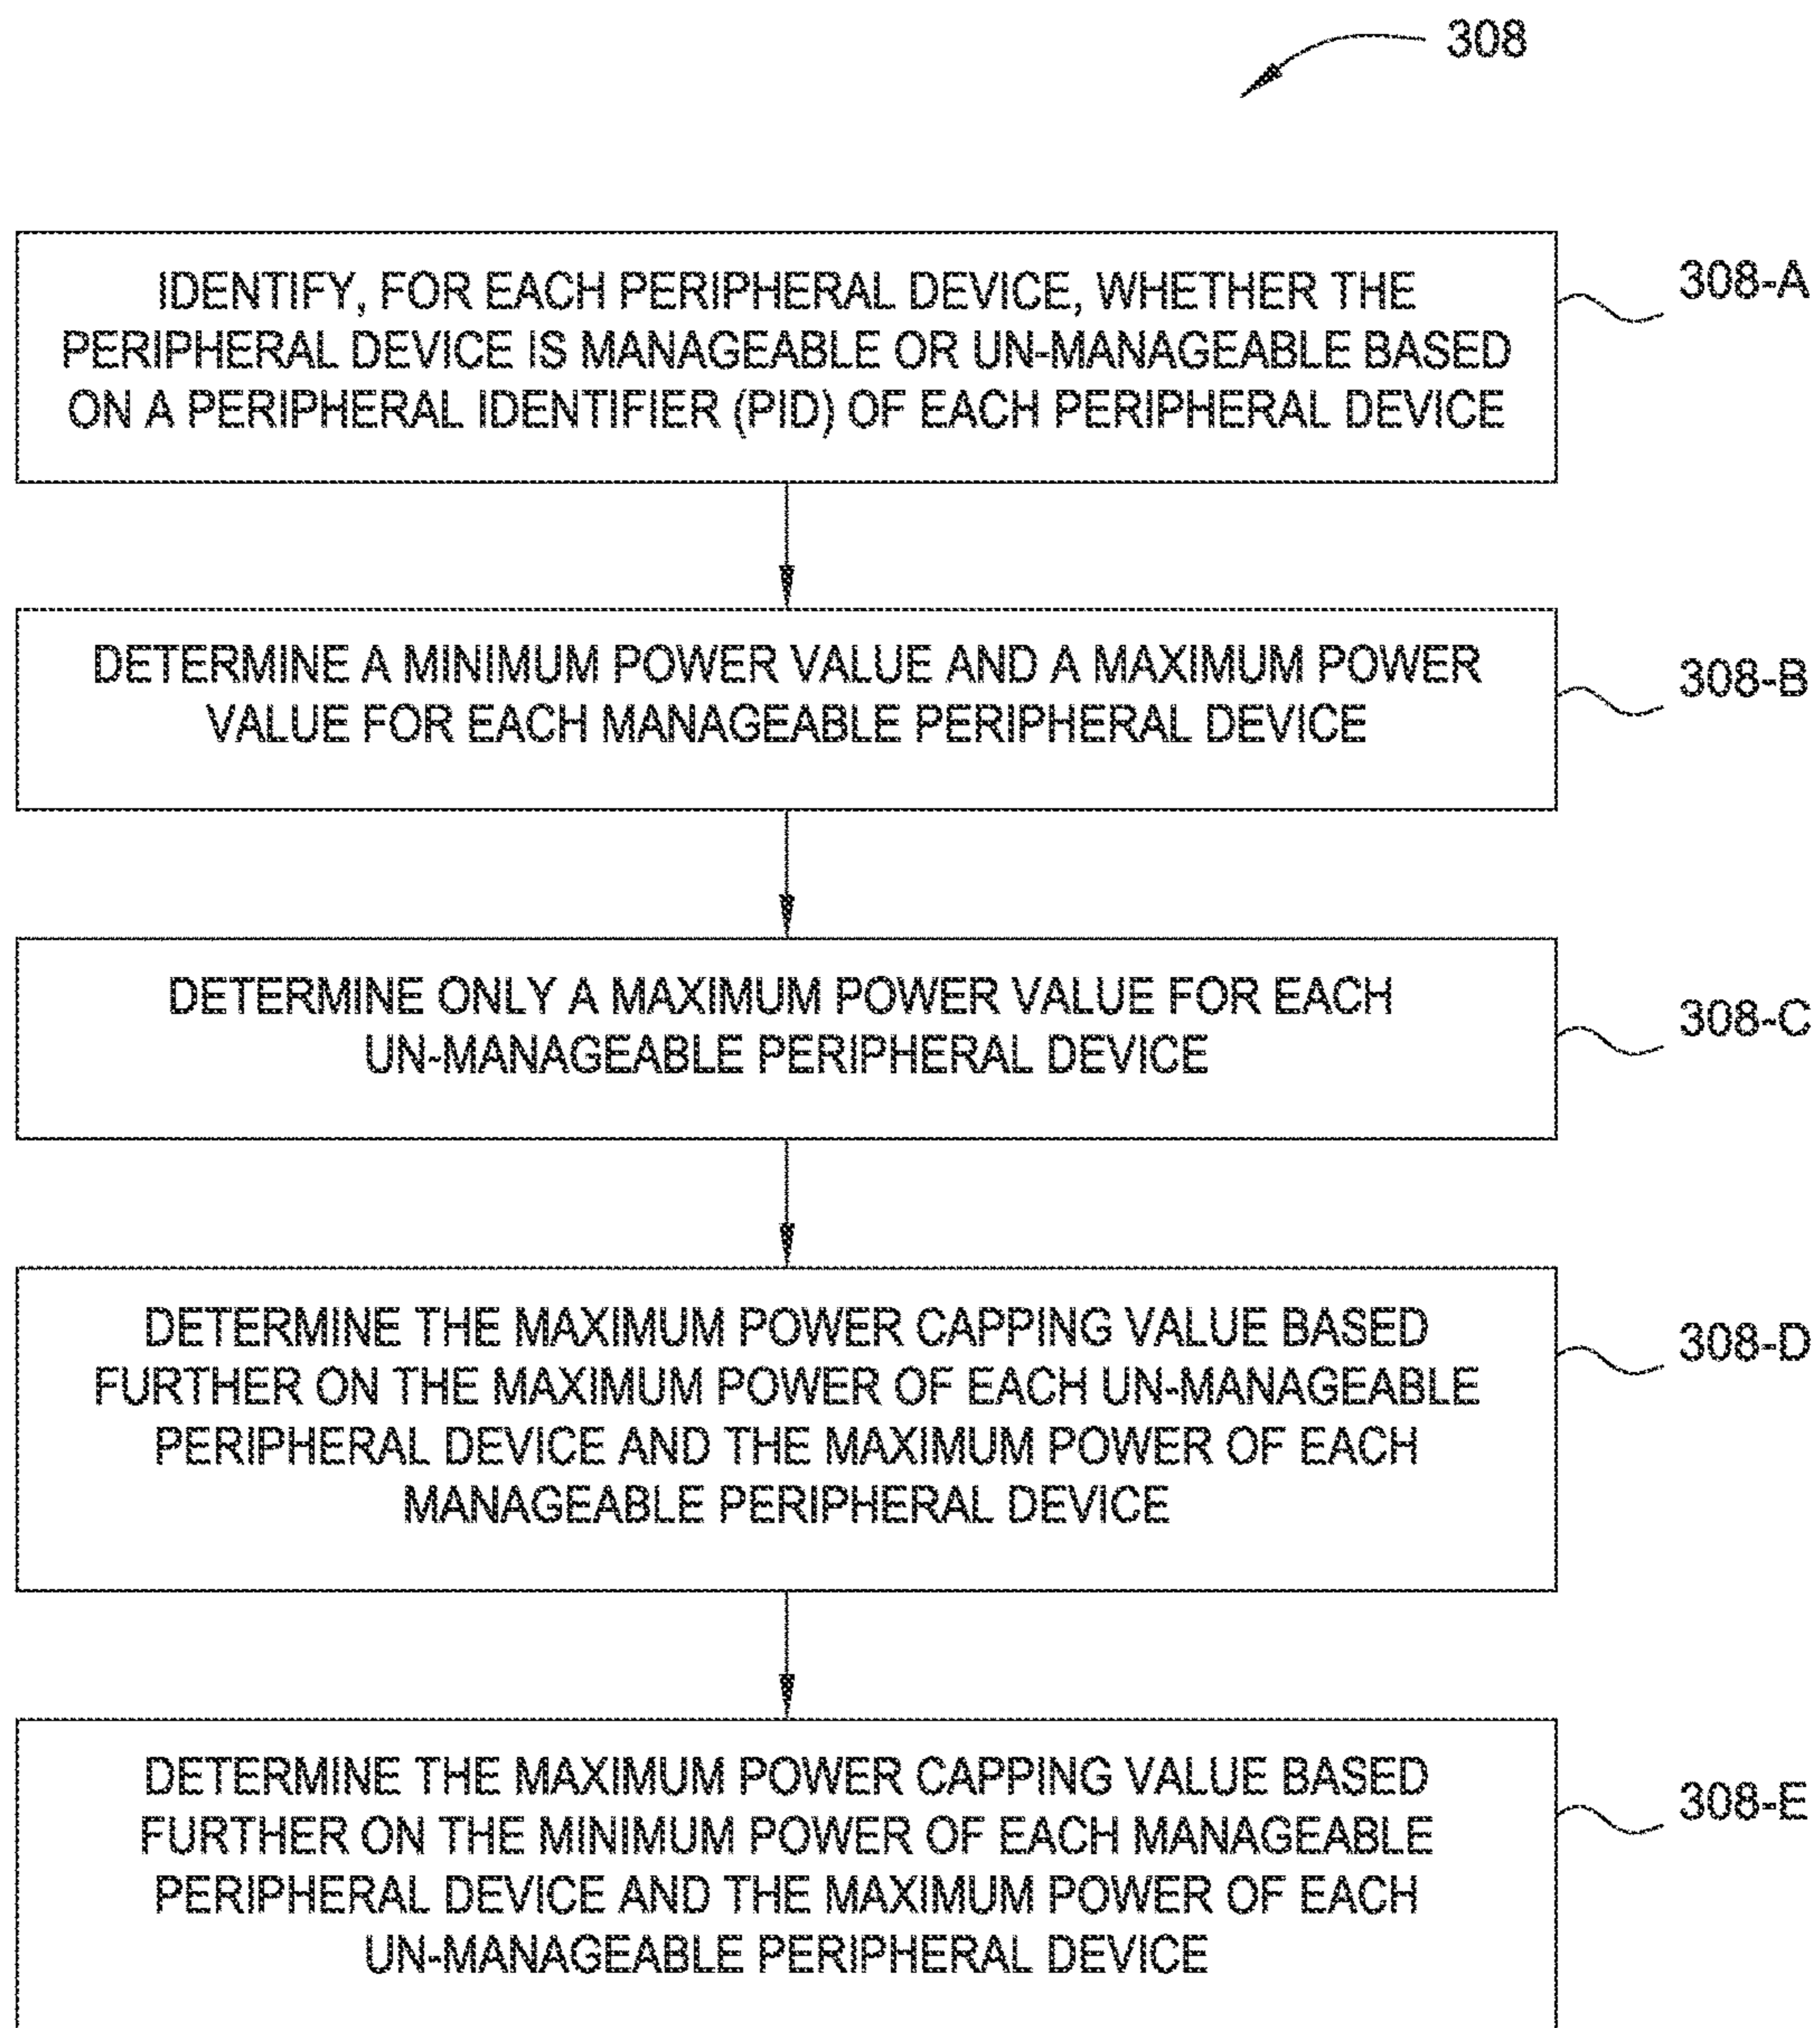 308
IDENTIFY, FOR EACH PERIPHERAL DEVICE, WHETHER THE
PERIPHERAL DEVICE IS MANAGEABLE OR UN-MANAGEABLE BASED
ON A PERIPHERAL IDENTIFIER (PID) OF EACH PERIPHERAL DEVICE
308-A
DETERMINE A MINIMUM POWER VALUE AND A MAXIMUM POWER
VALUE FOR EACH MANAGEABLE PERIPHERAL DEVICE
308-B
DETERMINE ONLY A MAXIMUM POWER VALUE FOR EACH
UN-MANAGEABLE PERIPHERAL DEVICE
308-C
DETERMINE THE MAXIMUM POWER CAPPING VALUE BASED
FURTHER ON THE MAXIMUM POWER OF EACH UN-MANAGEABLE
PERIPHERAL DEVICE AND THE MAXIMUM POWER OF EACH
MANAGEABLE PERIPHERAL DEVICE
308-D
DETERMINE THE MAXIMUM POWER CAPPING VALUE BASED
FURTHER ON THE MINIMUM POWER OF EACH MANAGEABLE
PERIPHERAL DEVICE AND THE MAXIMUM POWER OF EACH
UN-MANAGEABLE PERIPHERAL DEVICE
308-E